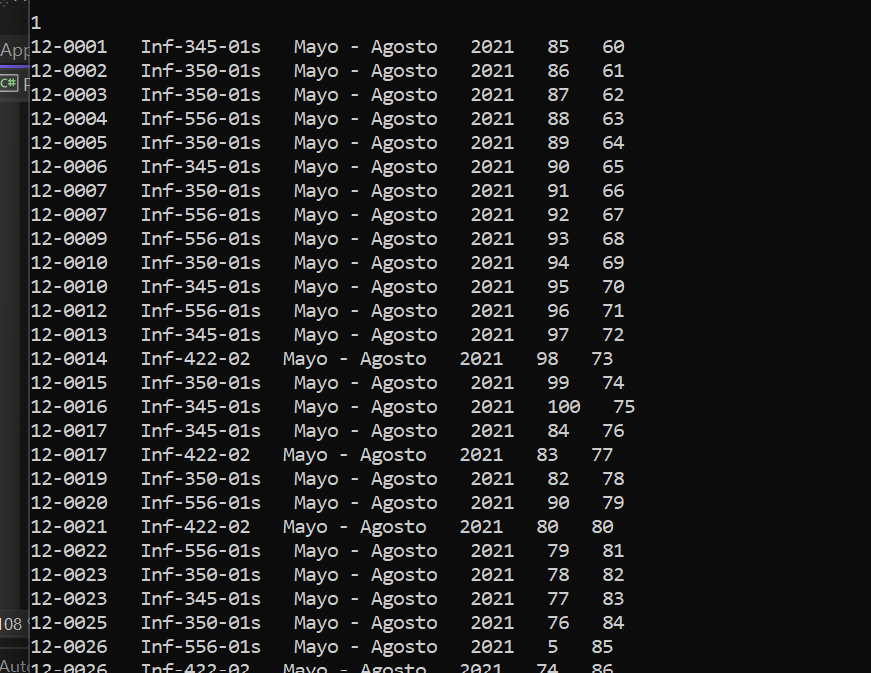 1
12-0001   Inf-345-01s   Mayo - Agosto   2021   85   60
12-0002   Inf-350-01s   Mayo - Agosto   2021   86   61
12-0003   Inf-350-01s   Mayo - Agosto   2021   87   62
12-0004   Inf-556-01s   Mayo - Agosto   2021   88   63
12-0005   Inf-350-01s   Mayo - Agosto   2021   89   64
12-0006   Inf-345-01s   Mayo - Agosto   2021   90   65
12-0007   Inf-350-01s   Mayo - Agosto   2021   91   66
12-0007   Inf-556-01s   Mayo - Agosto   2021   92   67
12-0009   Inf-556-01s   Mayo - Agosto   2021   93   68
12-0010   Inf-350-01s   Mayo - Agosto   2021   94   69
12-0010   Inf-345-01s   Mayo - Agosto   2021   95   70
12-0012   Inf-556-01s   Mayo - Agosto   2021   96   71
12-0013   Inf-345-01s   Mayo - Agosto   2021   97   72
12-0014   Inf-422-02   Mayo - Agosto   2021   98   73
12-0015   Inf-350-01s   Mayo - Agosto   2021   99   74
12-0016   Inf-345-01s   Mayo - Agosto   2021   100   75
12-0017   Inf-345-01s   Mayo - Agosto   2021   84   76
12-0017   Inf-422-02   Mayo - Agosto   2021   83   77
12-0019   Inf-350-01s   Mayo - Agosto   2021   82   78
12-0020   Inf-556-01s   Mayo - Agosto   2021   90   79
12-0021   Inf-422-02   Mayo - Agosto   2021   80   80
12-0022   Inf-556-01s   Mayo - Agosto   2021   79   81
12-0023   Inf-350-01s   Mayo - Agosto   2021   78   82
12-0023   Inf-345-01s   Mayo - Agosto   2021   77   83
12-0025   Inf-350-01s   Mayo - Agosto   2021   76   84
12-0026   Inf-556-01s   Mayo - Agosto   2021   5   85
12-0026   Inf-422-02   Mayo - Agosto   2021   74   86
App
C#
108
Auto